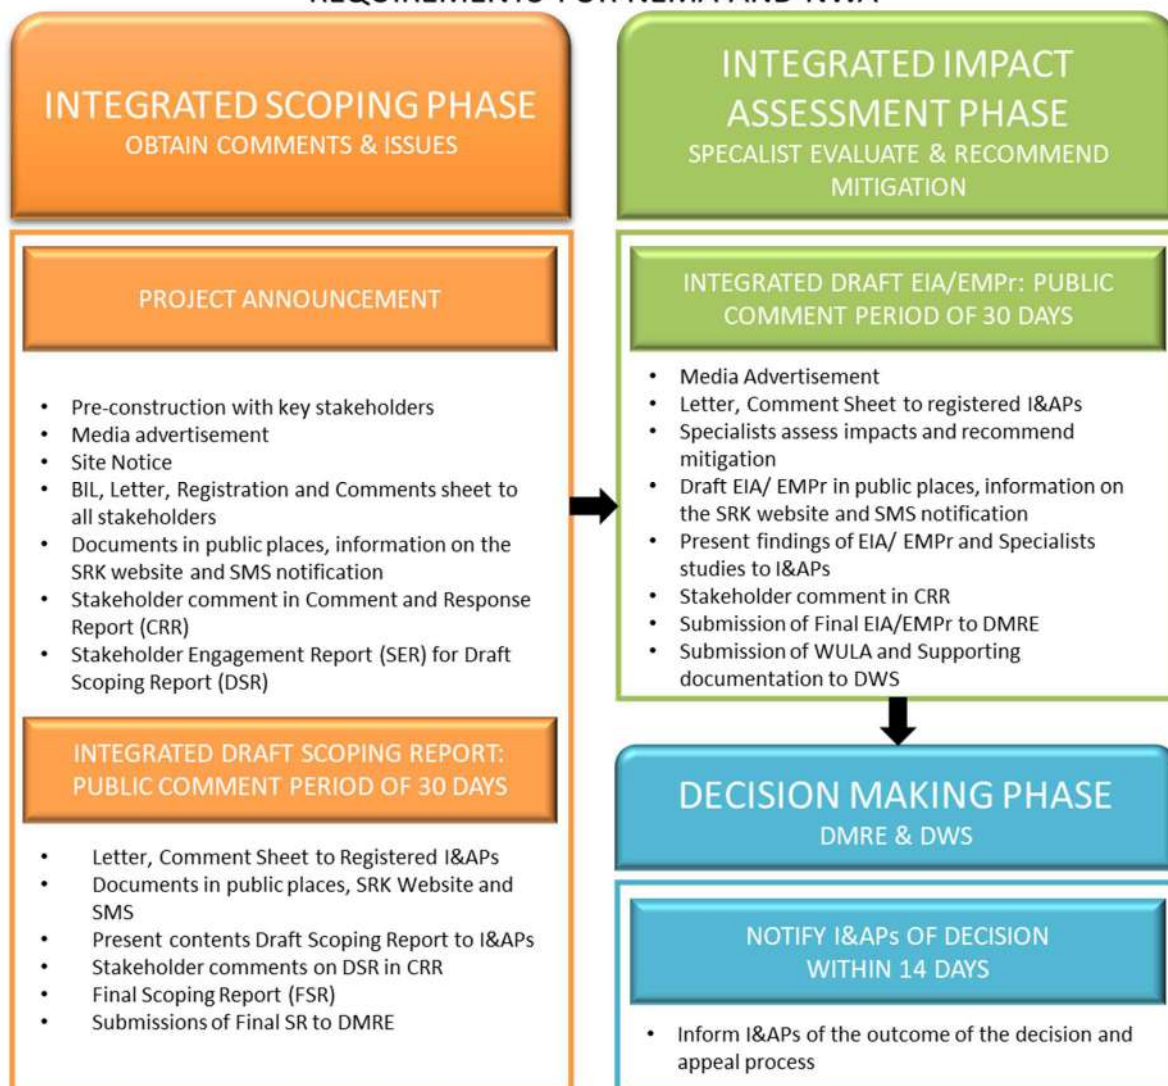 REQUIREMENTS FOR NEMA AND NWA
INTEGRATED SCOPING PHASE
OBTAIN COMMENTS & ISSUES
PROJECT ANNOUNCEMENT
• Pre-construction with key stakeholders
• Media advertisement
• Site Notice
• BIL, Letter, Registration and Comments sheet to
all stakeholders
• Documents in public places, information on the
SRK website and SMS notification
• Stakeholder comment in Comment and Response
Report (CRR)
• Stakeholder Engagement Report (SER) for Draft
Scoping Report (DSR)
INTEGRATED DRAFT SCOPING REPORT:
PUBLIC COMMENT PERIOD OF 30 DAYS
• Letter, Comment Sheet to Registered I&APs
• Documents in public places, SRK Website and
SMS
• Present contents Draft Scoping Report to I&APs
• Stakeholder comments on DSR in CRR
• Final Scoping Report (FSR)
• Submissions of Final SR to DMRE
INTEGRATED IMPACT
ASSESSMENT PHASE
SPECALIST EVALUATE & RECOMMEND
MITIGATION
INTEGRATED DRAFT EIA/EMPr: PUBLIC
COMMENT PERIOD OF 30 DAYS
• Media Advertisement
• Letter, Comment Sheet to registered I&APs
• Specialists assess impacts and recommend
mitigation
• Draft EIA/ EMPr in public places, information on
the SRK website and SMS notification
• Present findings of EIA/ EMPr and Specialists
studies to I&APs
• Stakeholder comment in CRR
• Submission of Final EIA/EMPr to DMRE
• Submission of WULA and Supporting
documentation to DWS
DECISION MAKING PHASE
DMRE & DWS
NOTIFY I&APs OF DECISION
WITHIN 14 DAYS
• Inform I&APs of the outcome of the decision and
appeal process